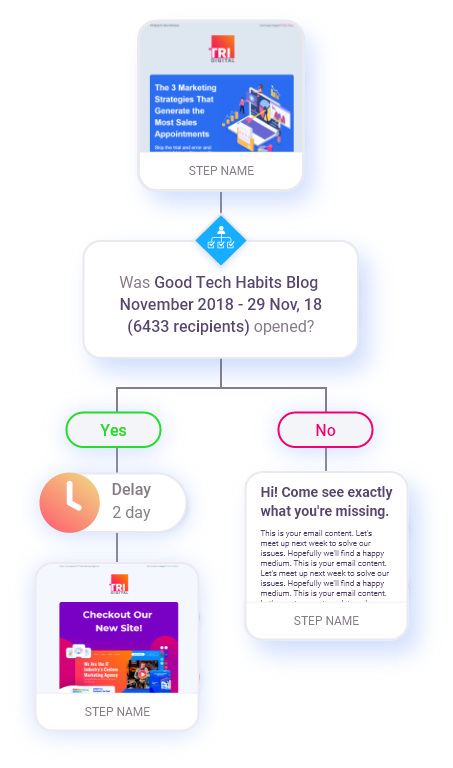 TRI
DIGITAL
The 3 Marketing
Strategies That
Generate the
Most Sales
Appointments
Skip the trial and error and
STEP NAME
Was Good Tech Habits Blog
November 2018 - 29 Nov, 18
(6433 recipients) opened?
Yes
No
Delay
2 day
TRI
DIGITAL
Checkout Our
New Site!
We Are the IT
Industry's Custom
Marketing Agency
STEP NAME
Hi! Come see exactly
what you're missing.
This is your email content. Let's
meet up next week to solve our
issues. Hopefully we'll find a happy
medium. This is your email content.
Let's meet up next week to solve our
issues. Hopefully we'll find a happy
medium. This is your email content.
STEP NAME